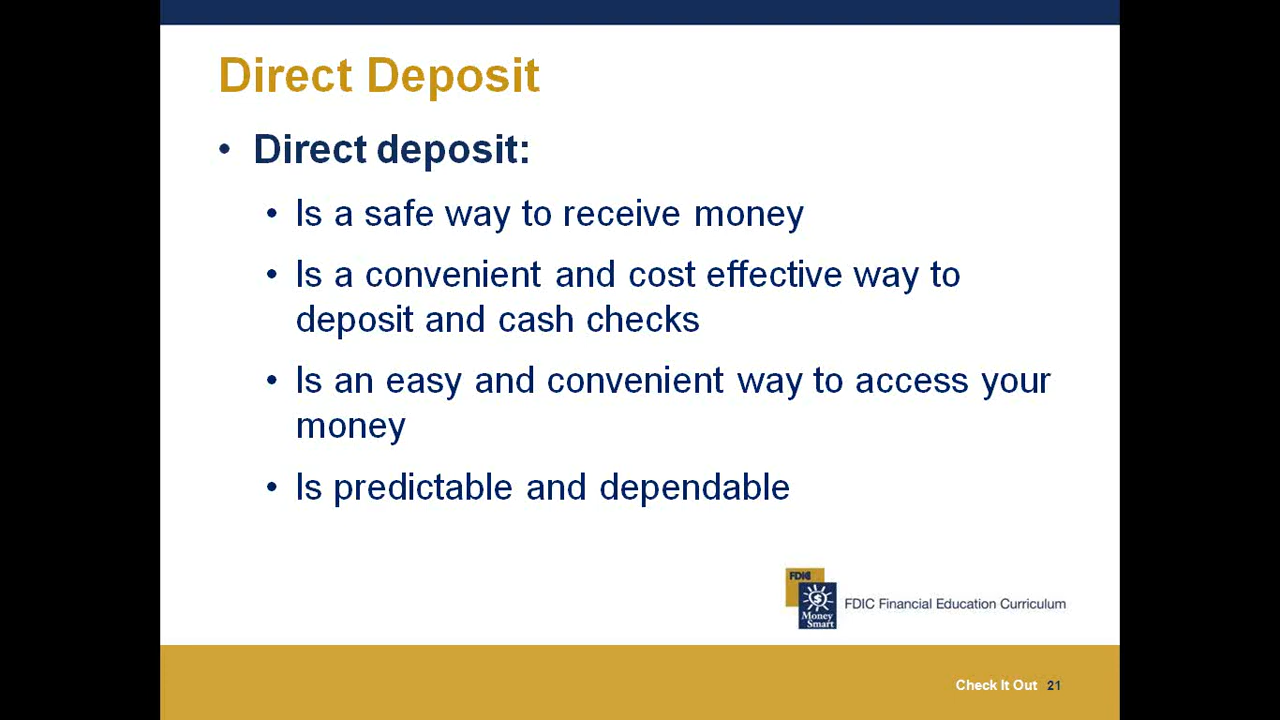 Direct Deposit
• Direct deposit:
• Is a safe way to receive money
• Is a convenient and cost effective way to
deposit and cash checks
• Is an easy and convenient way to access your
money
• Is predictable and dependable
FDIC
$
Money
Smart
FDIC Financial Education Curriculum
Check It Out 21